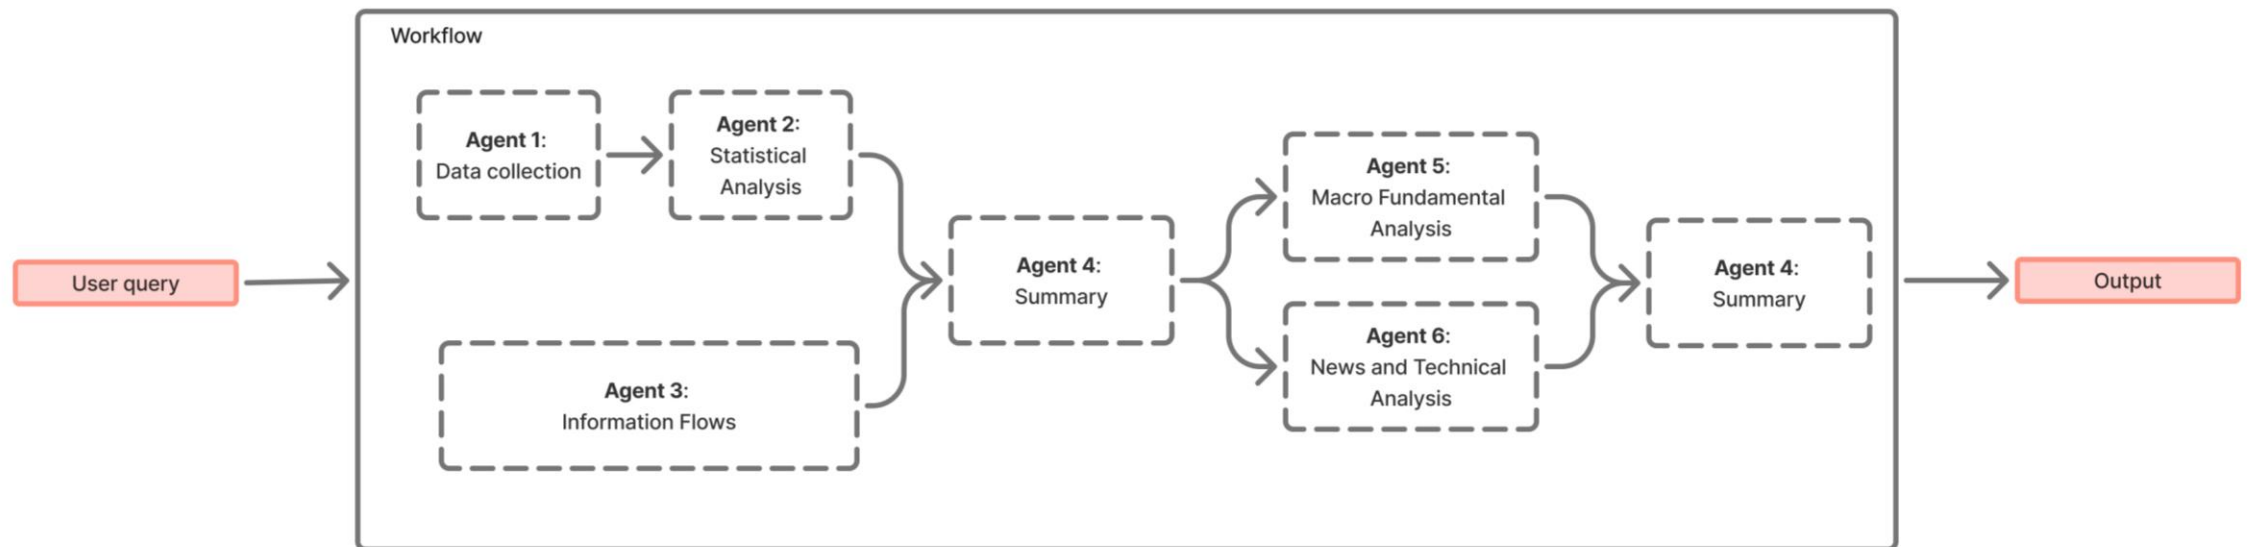 Workflow
User query
Agent 1:
Data collection
Agent 2:
Statistical
Analysis
Agent 3:
Information Flows
Agent 4:
Summary
Agent 5:
Macro Fundamental
Analysis
Agent 6:
News and Technical
Analysis
Agent 4:
Summary
Output